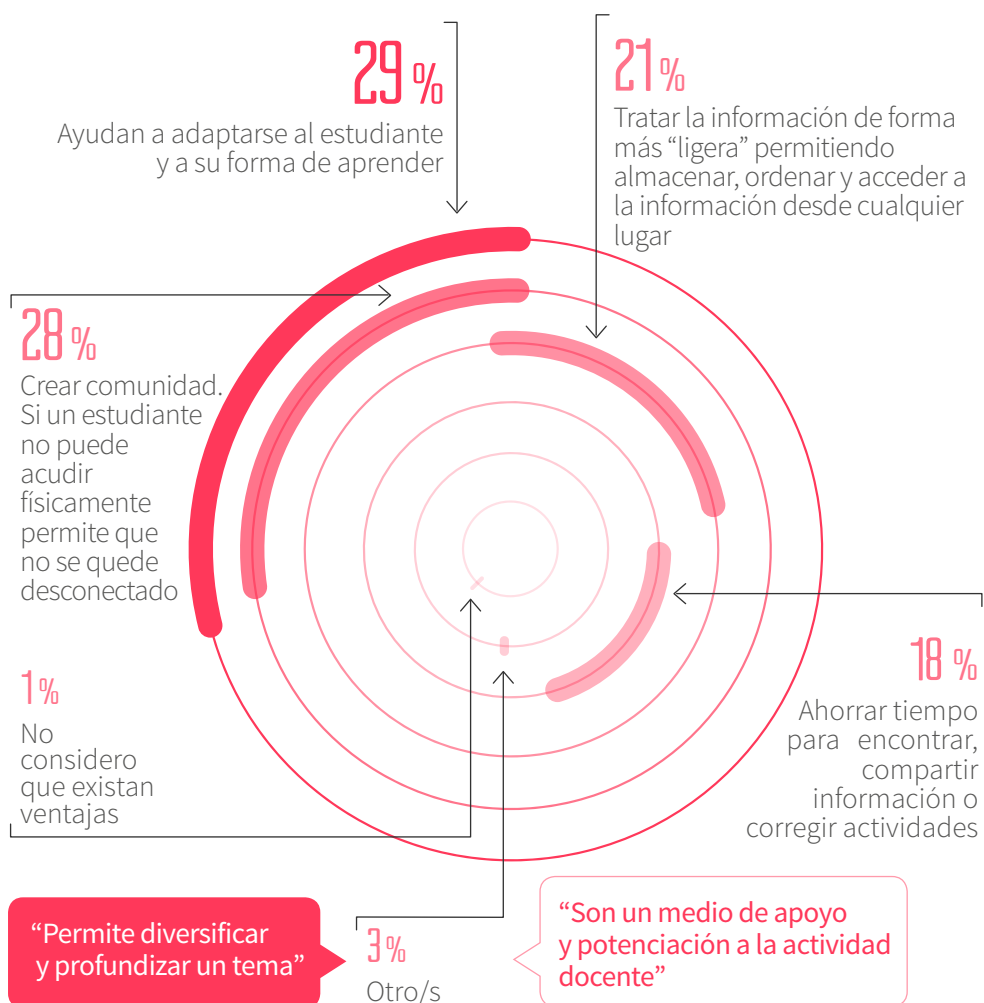 29 %
Ayudan a adaptarse al estudiante
y a su forma de aprender
21 %
Tratar la información de forma
más “ligera” permitiendo
almacenar, ordenar y acceder a
la información desde cualquier
lugar
28 %
Crear comunidad.
Si un estudiante
no puede
acudir
físicamente
permite que
no se quede
desconectado
18 %
Ahorrar tiempo
para encontrar,
compartir
información o
corregir actividades
1 %
No
considero
que existan
ventajas
“Permite diversificar
y profundizar un tema”
3 %
Otro/s
“Son un medio de apoyo
y potenciación a la actividad
docente”